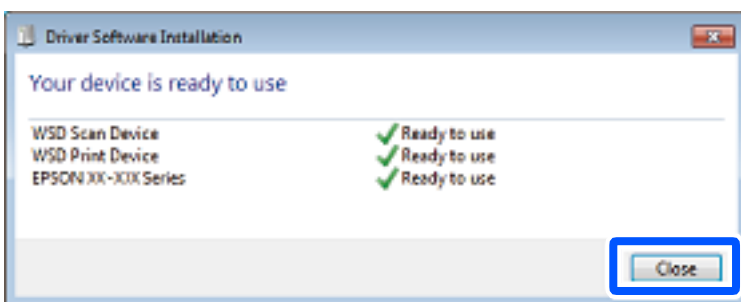 Driver Software Installation
Your device is ready to use
WSD Scan Device Ready to use
WSD Print Device Ready to use
EPSON XX-XXX Series Ready to use
Close